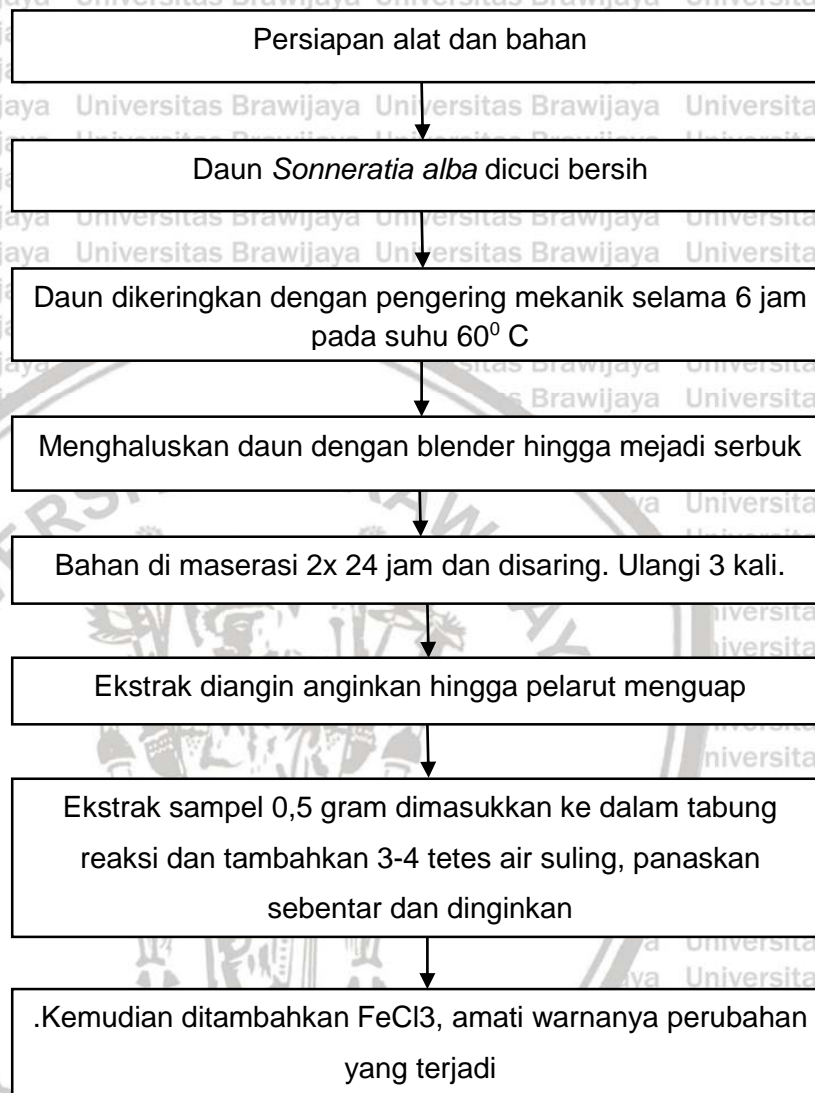 Persiapan alat dan bahan
Daun Sonneratia alba dicuci bersih
Daun dikeringkan dengan pengering mekanik selama 6 jam
pada suhu 60⁰ C
Menghaluskan daun dengan blender hingga mejadi serbuk
Bahan di maserasi 2x 24 jam dan disaring. Ulangi 3 kali.
Ekstrak diangin anginkan hingga pelarut menguap
Ekstrak sampel 0,5 gram dimasukkan ke dalam tabung
reaksi dan tambahkan 3-4 tetes air suling, panaskan
sebentar dan dinginkan
.Kemudian ditambahkan FeCl3, amati warnanya perubahan
yang terjadi